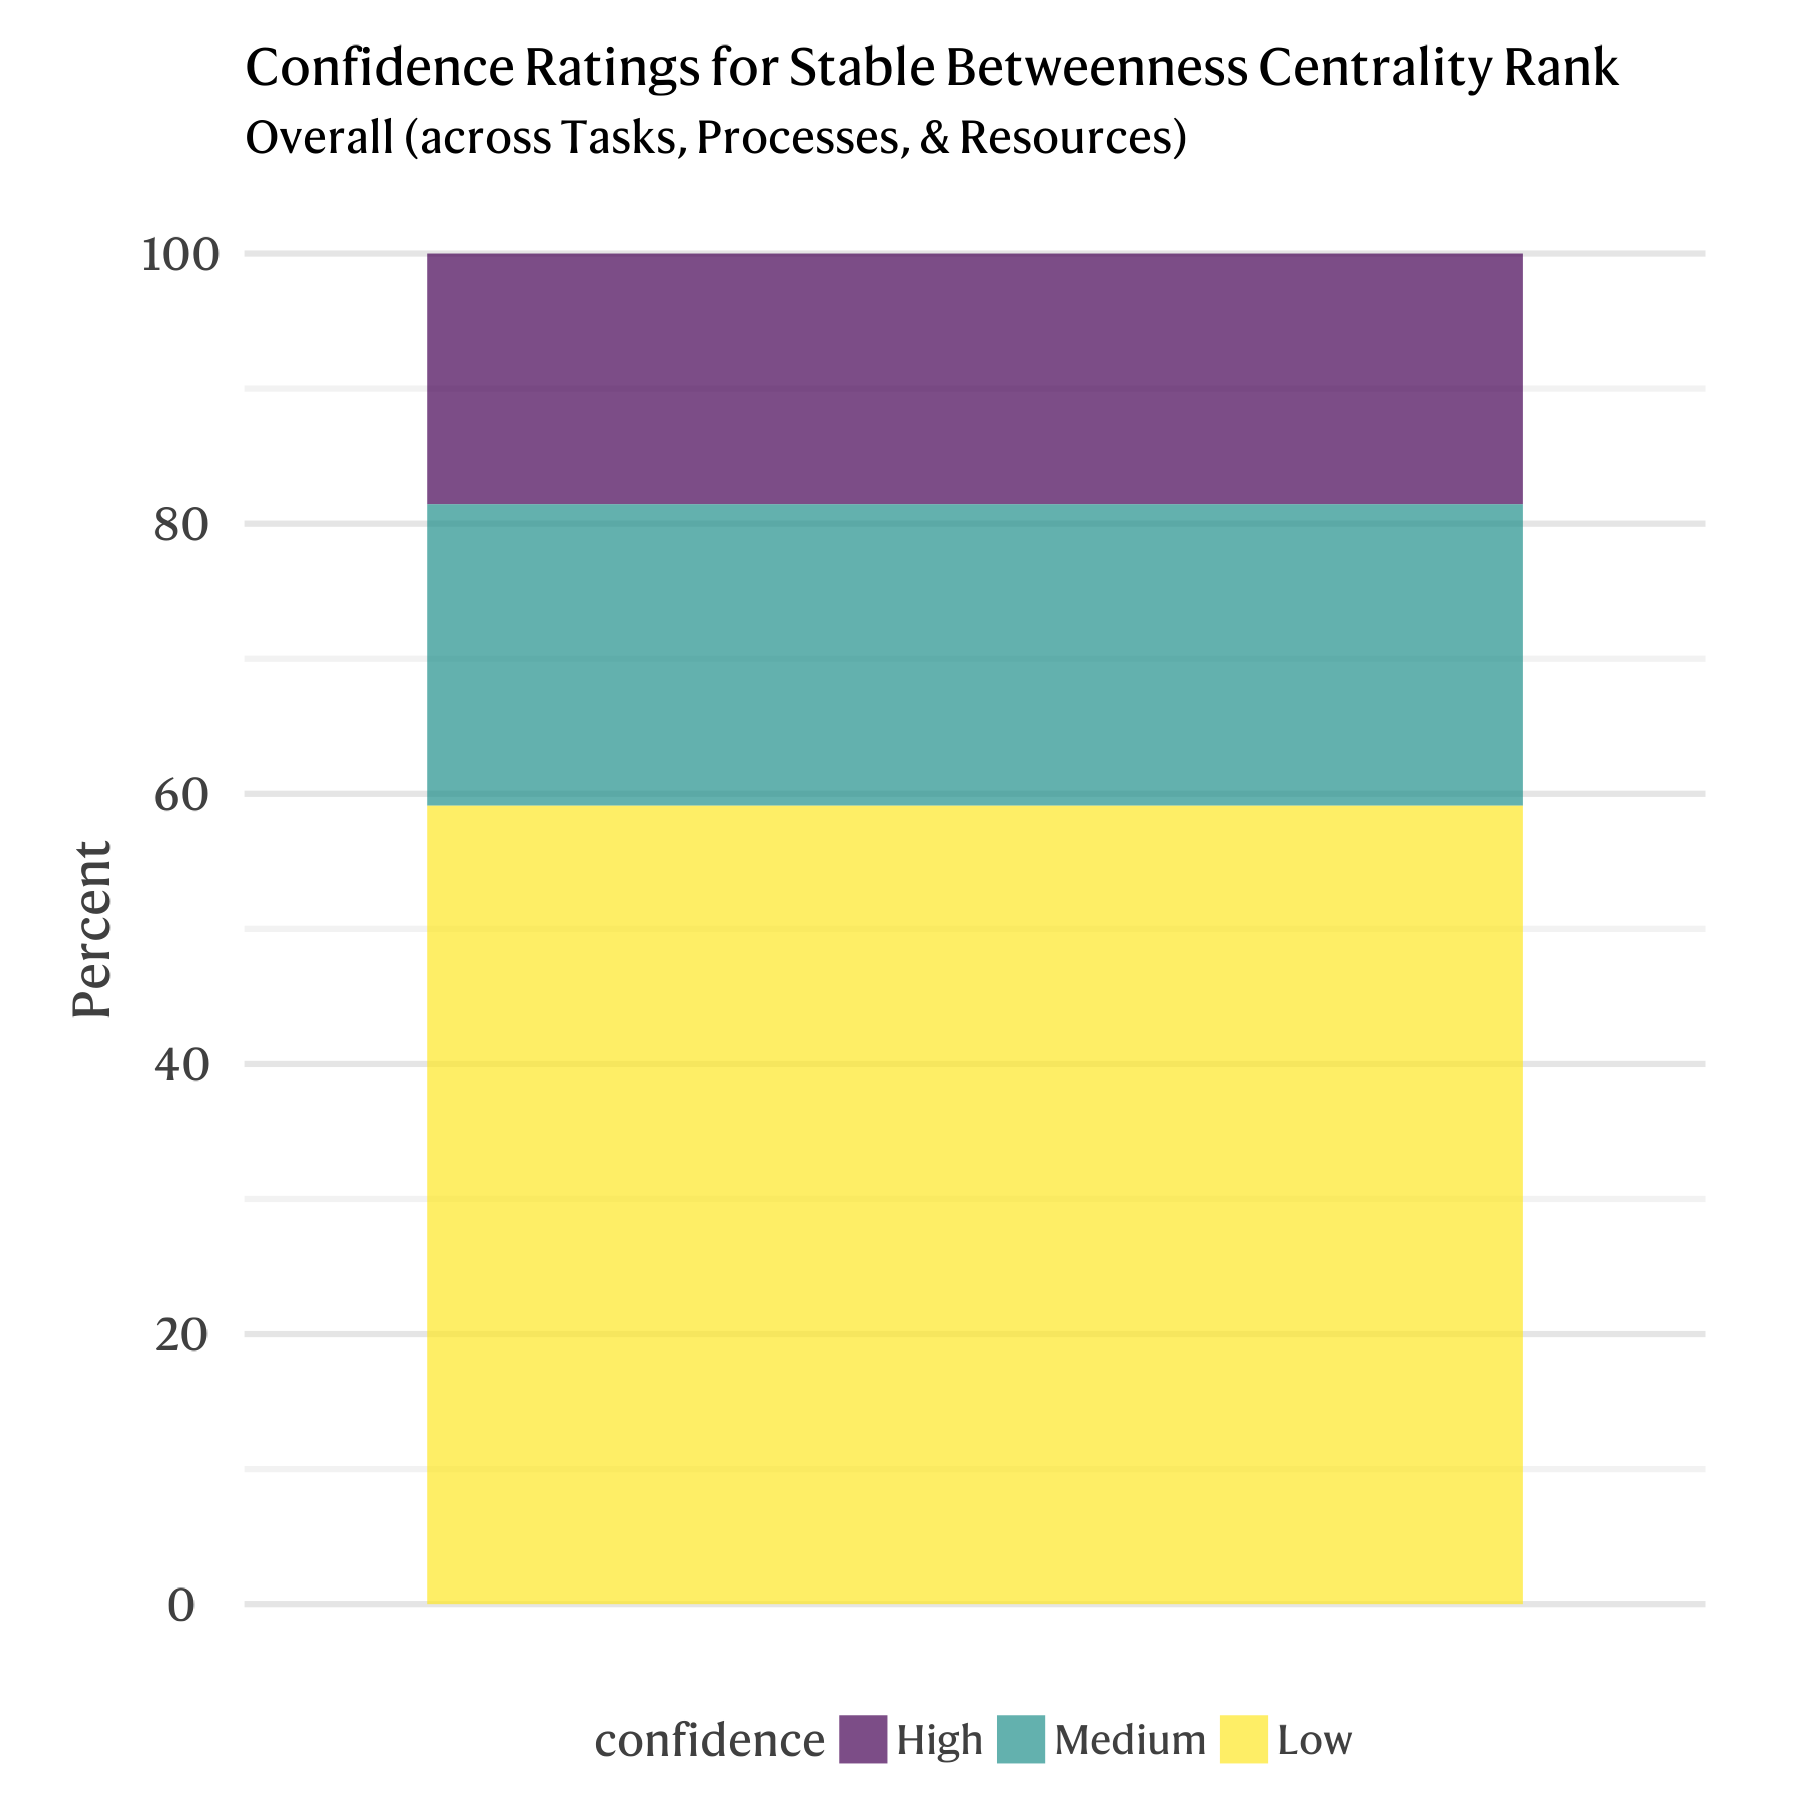 Confidence Ratings for Stable Betweenness Centrality Rank
Overall (across Tasks, Processes, & Resources)
100
80
60
40
20
0
Percent
confidence High Medium Low